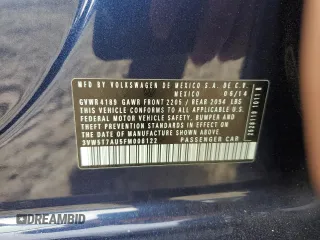 MFD BY VOLKSWAGEN DE MEXICO S.A. DE C.V.
MEXICO 06/14
GVWR 4189 GAWR FRONT 2205 / REAR 2094 LBS
THIS VEHICLE CONFORMS TO ALL APPLICABLE
FEDERAL MOTOR VEHICLE SAFETY, BUMPER AND
THEFT PREVENTION STANDARDS IN EFFECT ON THE
DATE OF MANUFACTURE SHOWN ABOVE.
3VW5T7AU5FM008122 PASSENGER CAR
© DREAMBID